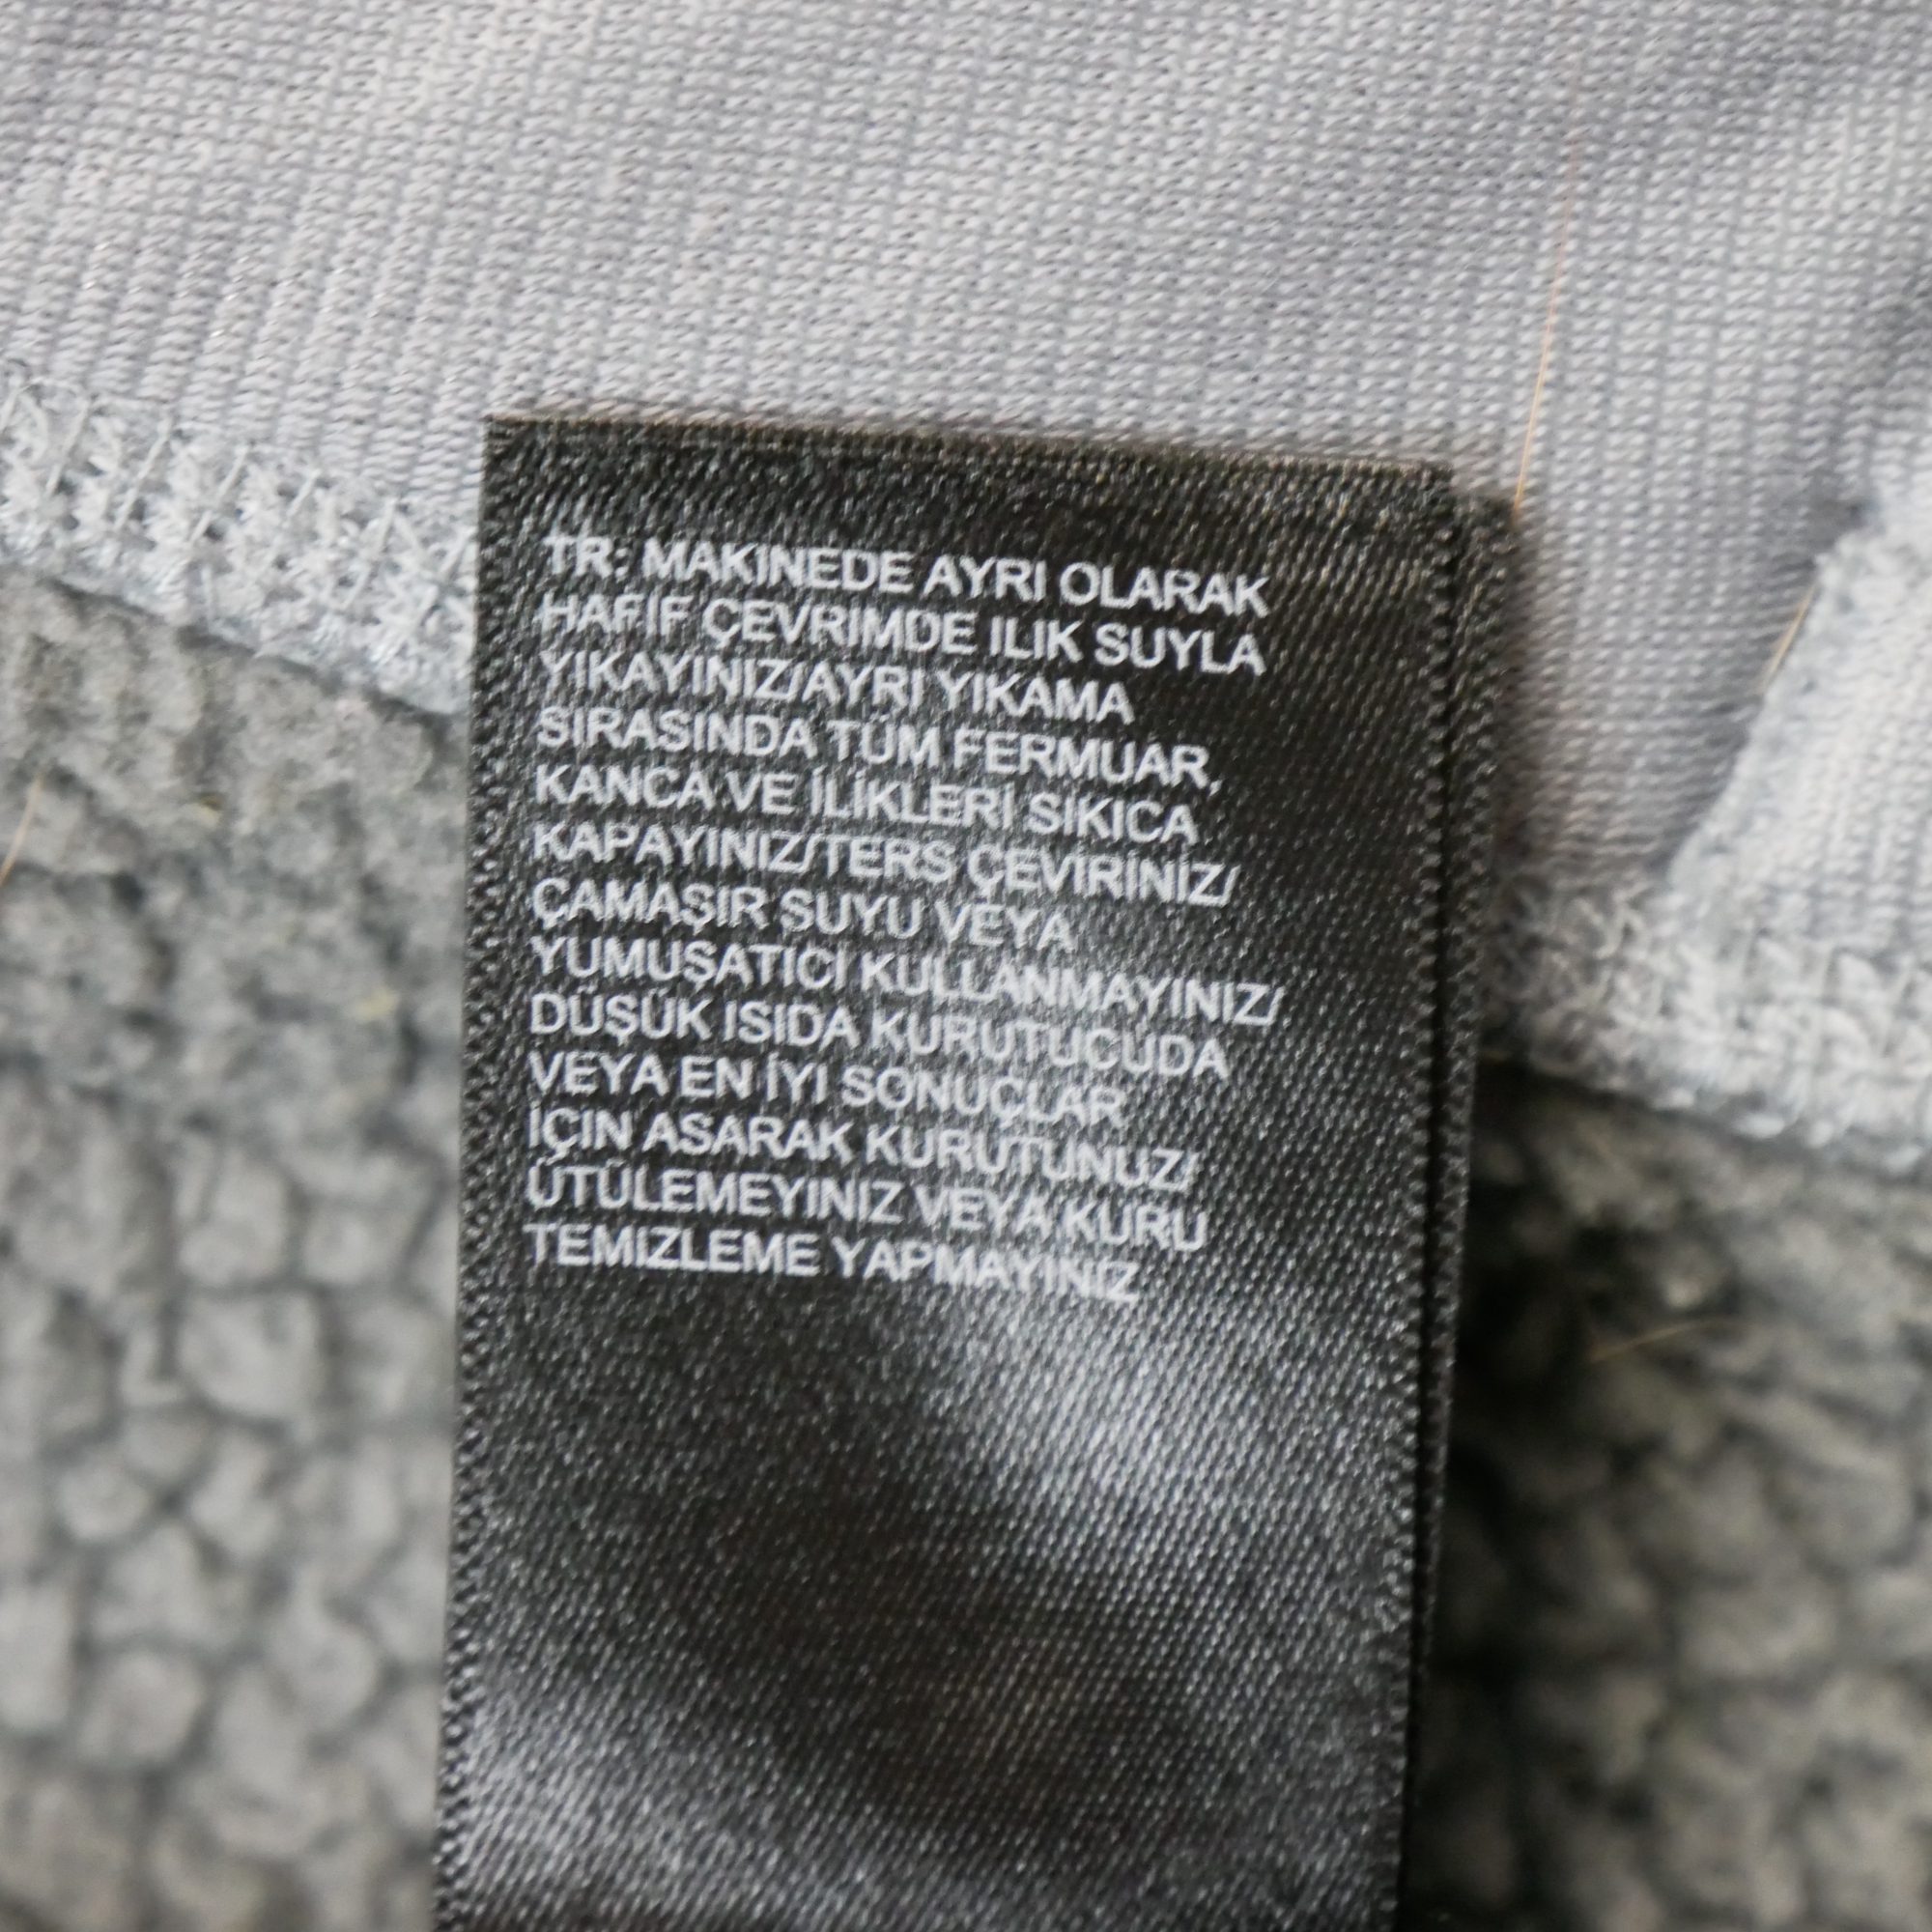 TR: MAKINEDE AYRI OLARAK
HAFIF ÇEVRIMDE ILIK SUYLA
YIKAYINIZ/AYRI YIKAMA
SIRASINDA TÜM FERMUAR,
KANCA VE İLİKLERI SIKICA
KAPAYINIZ/TERS ÇEVIRİNİZ/
ÇAMAŞIR SUYU VEYA
YUMUŞATICI KULLANMAYINIZ/
DÜŞÜK ISIDA KURUTUCUDA
VEYA EN İYI SONUÇLAR
İÇIN ASARAK KURUTUNUZ/
ÜTÜLEMEYINIZ VEYA KURU
TEMIZLEME YAPMAYINIZ